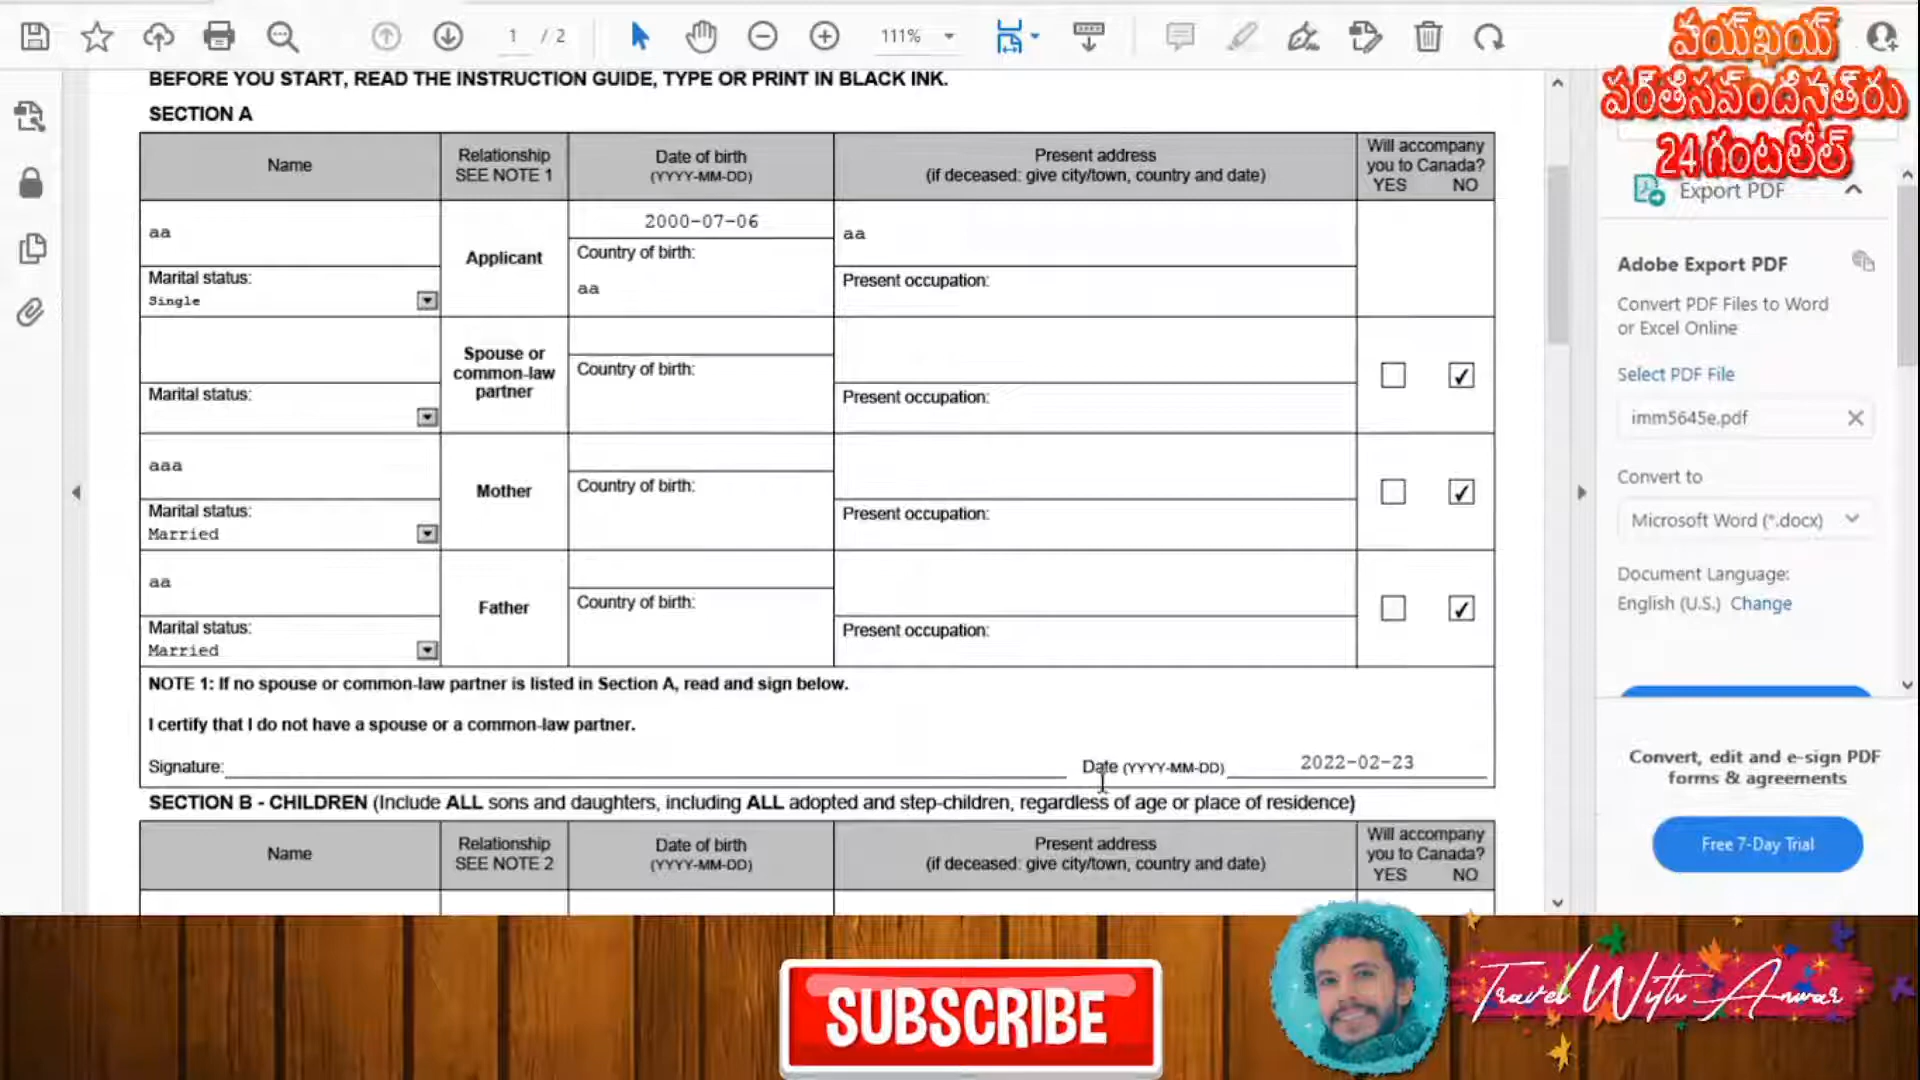 1 / 2
111%
వయ్ఖయ్
పర్తిసవ్ందినత్రు
24 గంటల్లోల్
BEFORE YOU START, READ THE INSTRUCTION GUIDE, TYPE OR PRINT IN BLACK INK.
SECTION A
Name
Relationship
SEE NOTE 1
Date of birth
(YYYY-MM-DD)
Present address
(if deceased: give city/town, country and date)
Will accompany
you to Canada?
YES NO
aa
Marital status:
Single
Applicant
2000-07-06
Country of birth:
aa
aa
Present occupation:
Marital status:
Spouse or
common-law
partner
Country of birth:
Present occupation:
aaa
Marital status:
Married
Mother
Country of birth:
Present occupation:
aa
Marital status:
Married
Father
Country of birth:
Present occupation:
NOTE 1: If no spouse or common-law partner is listed in Section A, read and sign below.
I certify that I do not have a spouse or a common-law partner.
Signature:
Date (YYYY-MM-DD) 2022-02-23
SECTION B - CHILDREN (Include ALL sons and daughters, including ALL adopted and step-children, regardless of age or place of residence)
Name
Relationship
SEE NOTE 2
Date of birth
(YYYY-MM-DD)
Present address
(if deceased: give city/town, country and date)
Will accompany
you to Canada?
YES NO
Export PDF
Adobe Export PDF
Convert PDF Files to Word
or Excel Online
Select PDF File
imm5645e.pdf
Convert to
Microsoft Word (*.docx)
Document Language:
English (U.S.) Change
Convert, edit and e-sign PDF
forms & agreements
Free 7-Day Trial
SUBSCRIBE
Travel With Anwar